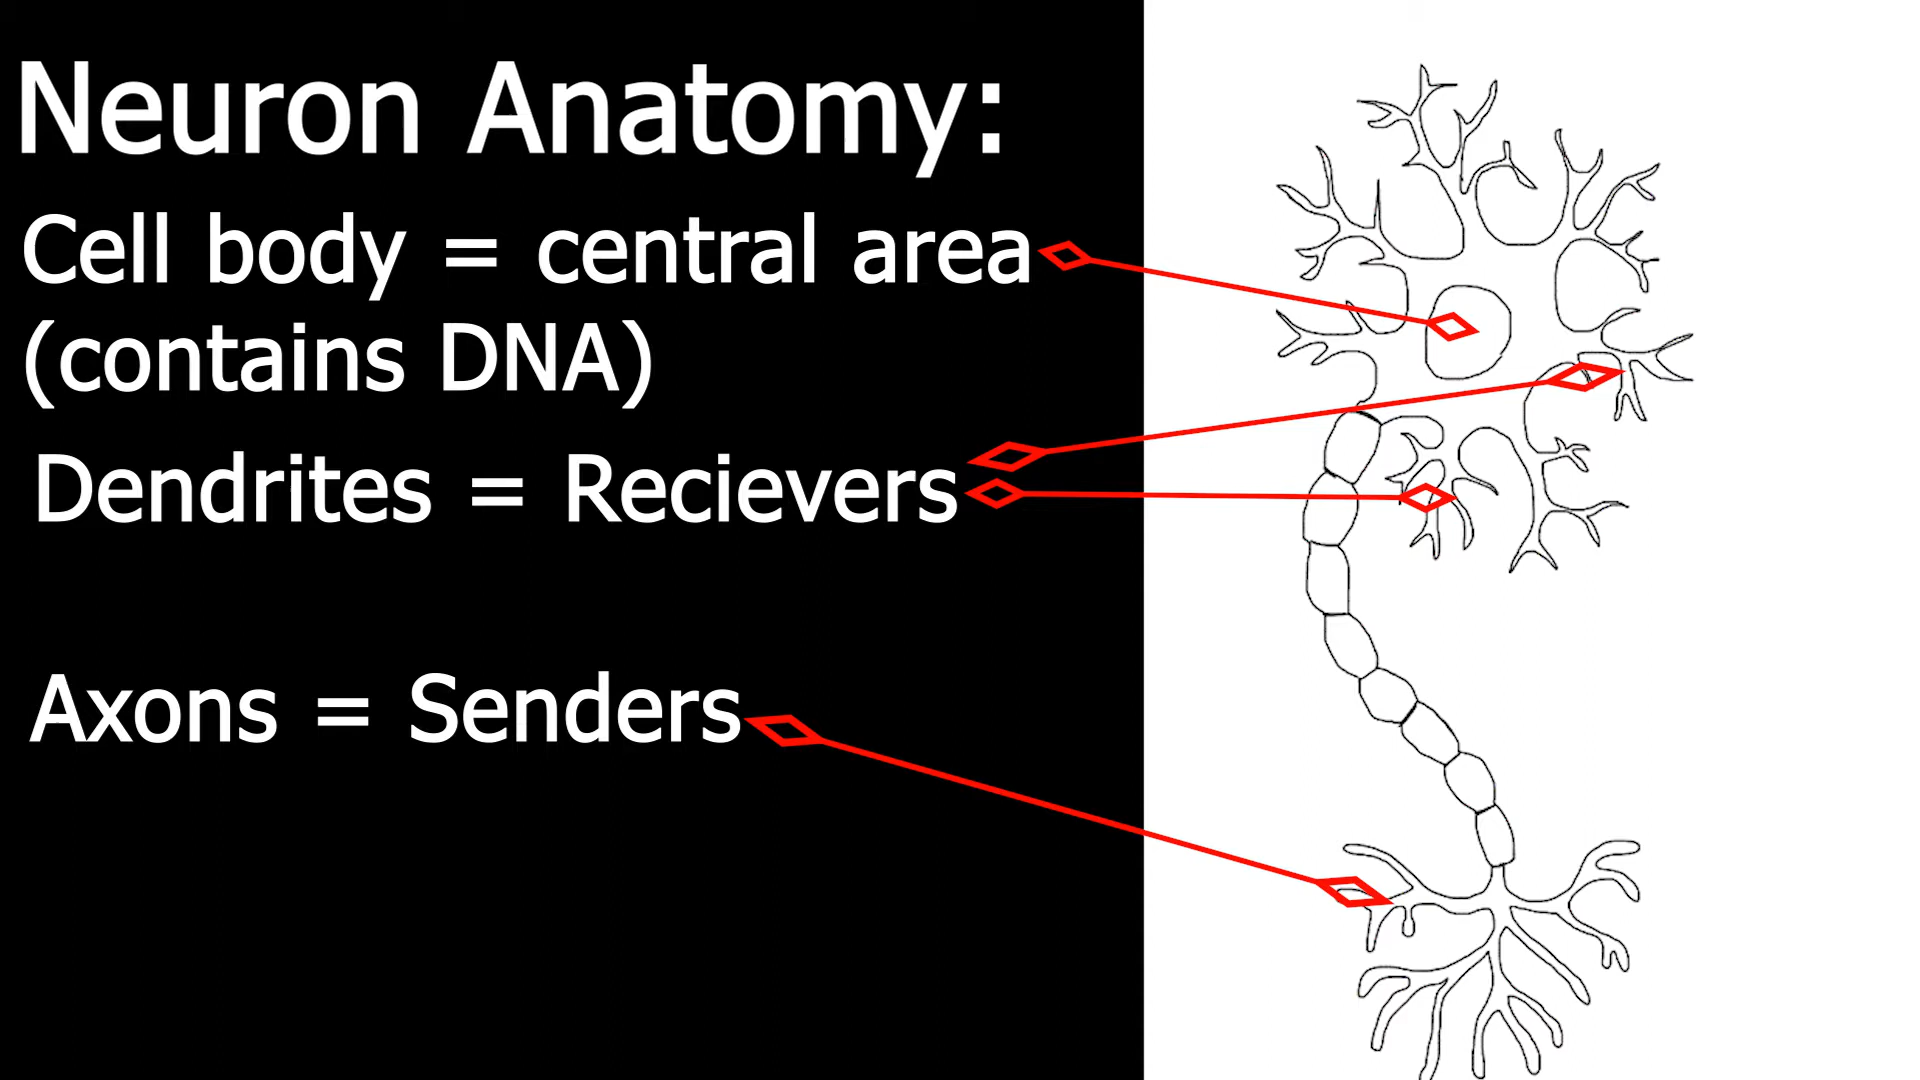 Neuron Anatomy:
Cell body = central area
(contains DNA)
Dendrites = Recievers
Axons = Senders